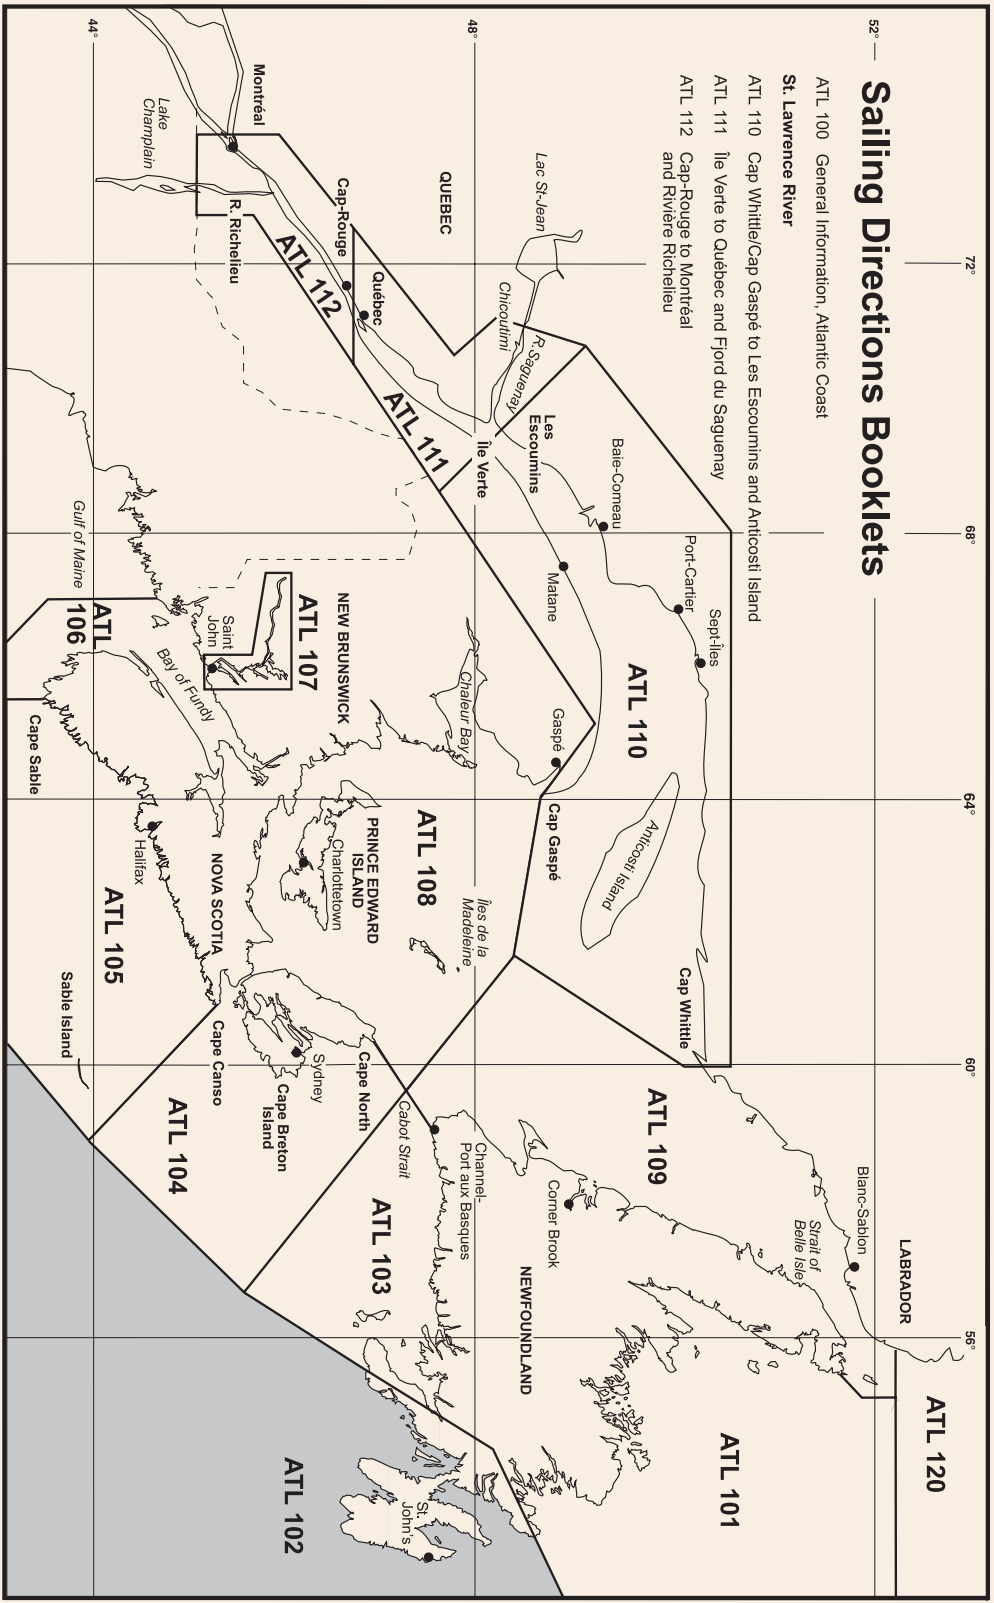 Sailing Directions Booklets
ATL 100 General Information, Atlantic Coast
St. Lawrence River
ATL 110 Cap Whittle/Cap Gaspé to Les Escoumins and Anticosti Island
ATL 111 Île Verte to Québec and Fjord du Saguenay
ATL 112 Cap-Rouge to Montréal
and Rivière Richelieu
72°
68°
64°
60°
56°
52°
48°
44°
LABRADOR
ATL 120
Blanc-Sablon
Strait of
Belle Isle
ATL 101
Sept-Îles
Port-Cartier
Cap Whittle
ATL 110
ATL 109
Baie-Comeau
Anticosti Island
Matane
Lac St-Jean
Chicoutimi
R. Saguenay
Les
Escoumins
Île Verte
Gaspé
Cap Gaspé
Corner Brook
NEWFOUNDLAND
QUEBEC
Chaleur Bay
Îles de la
Madeleine
Channel-
Port aux Basques
Cabot Strait
ATL 103
St.
John's
ATL 102
ATL 111
Québec
Cap-Rouge
ATL 112
ATL 108
PRINCE EDWARD
ISLAND
Charlottetown
Cape North
Sydney
Cape Breton
Island
NEW BRUNSWICK
ATL 107
Saint
John
Bay of Fundy
NOVA SCOTIA
Cape Canso
ATL 104
Montréal
R. Richelieu
Lake
Champlain
Gulf of Maine
ATL
106
Halifax
ATL 105
Cape Sable
Sable Island